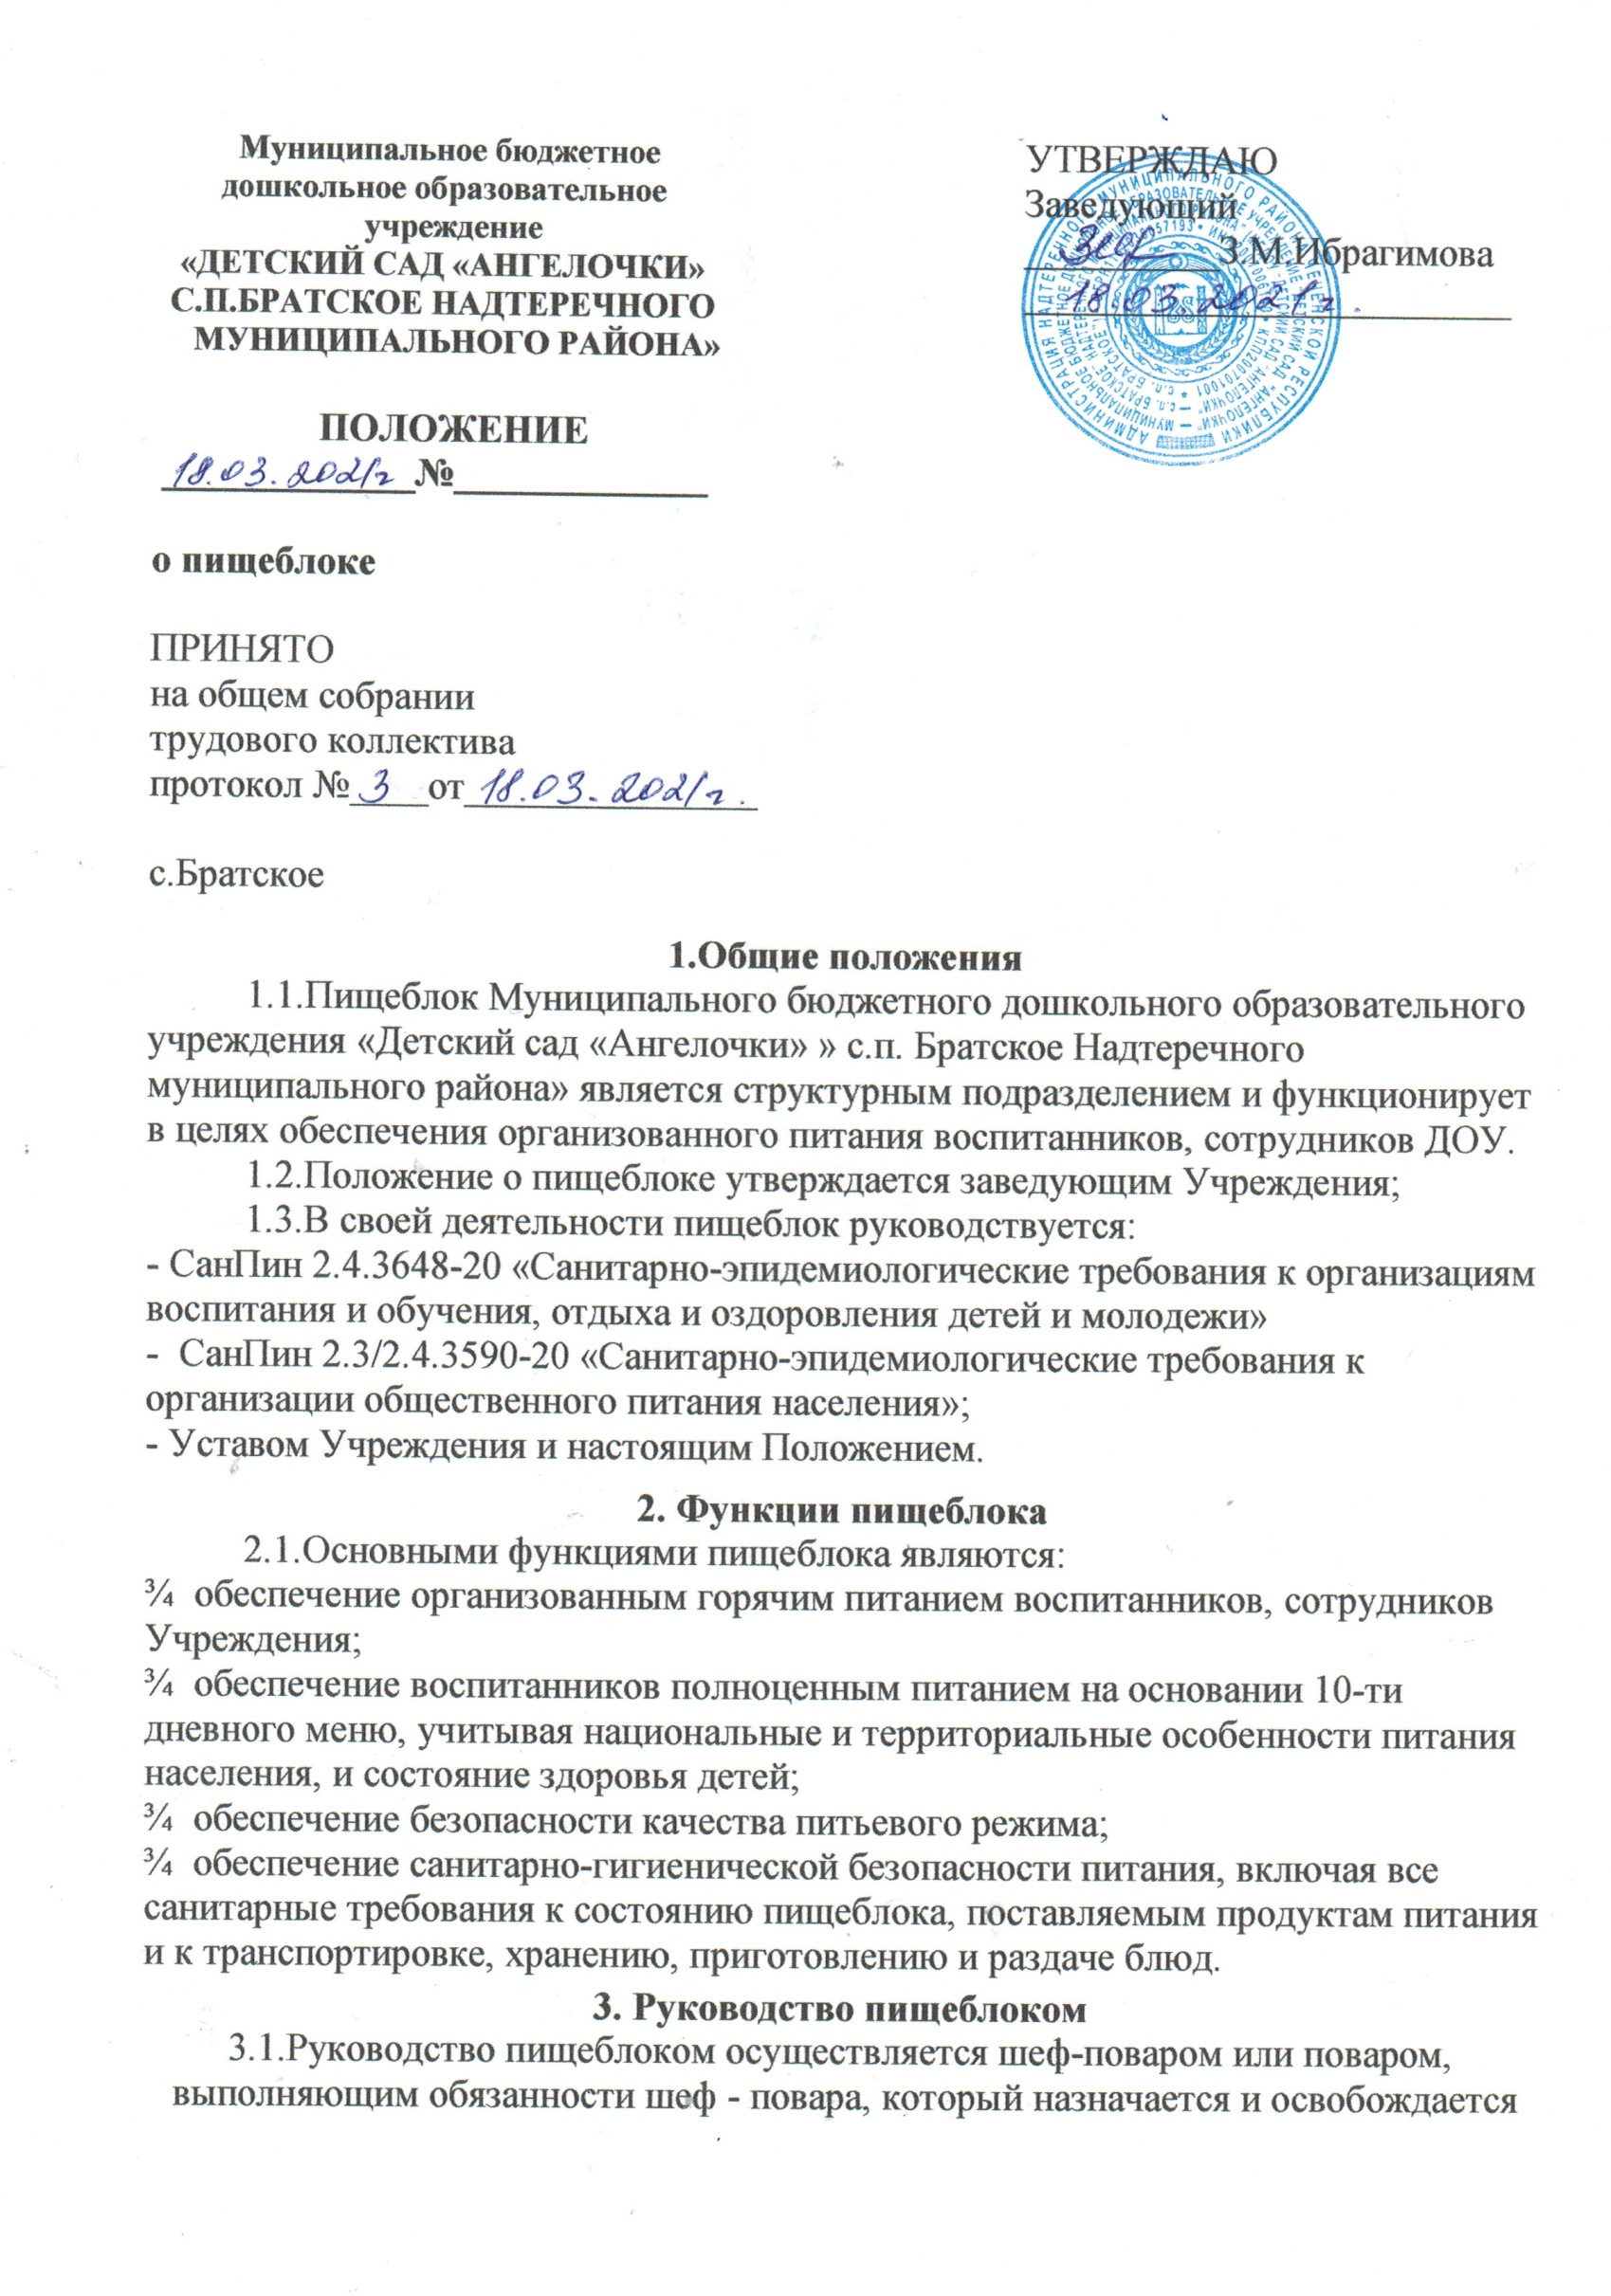 Муниципальное бюджетное
дошкольное образовательное
учреждение
«ДЕТСКИЙ САД «АНГЕЛОЧКИ»
С.П.БРАТСКОЕ НАДТЕРЕЧНОГО
МУНИЦИПАЛЬНОГО РАЙОНА»
УТВЕРЖДАЮ
Заведующий
З.М.Ибрагимова
18.03.2021г.
ПОЛОЖЕНИЕ
18.03.2021г №
о пищеблоке
ПРИНЯТО
на общем собрании
трудового коллектива
протокол № 3 от 18.03.2021г.
с.Братское
1.Общие положения
1.1.Пищеблок Муниципального бюджетного дошкольного образовательного
учреждения «Детский сад «Ангелочки» » с.п. Братское Надтеречного
муниципального района» является структурным подразделением и функционирует
в целях обеспечения организованного питания воспитанников, сотрудников ДОУ.
1.2.Положение о пищеблоке утверждается заведующим Учреждения;
1.3.В своей деятельности пищеблок руководствуется:
- СанПин 2.4.3648-20 «Санитарно-эпидемиологические требования к организациям
воспитания и обучения, отдыха и оздоровления детей и молодежи»
- СанПин 2.3/2.4.3590-20 «Санитарно-эпидемиологические требования к
организации общественного питания населения»;
- Уставом Учреждения и настоящим Положением.
2. Функции пищеблока
2.1.Основными функциями пищеблока являются:
¾ обеспечение организованным горячим питанием воспитанников, сотрудников
Учреждения;
¾ обеспечение воспитанников полноценным питанием на основании 10-ти
дневного меню, учитывая национальные и территориальные особенности питания
населения, и состояние здоровья детей;
¾ обеспечение безопасности качества питьевого режима;
¾ обеспечение санитарно-гигиенической безопасности питания, включая все
санитарные требования к состоянию пищеблока, поставляемым продуктам питания
и к транспортировке, хранению, приготовлению и раздаче блюд.
3. Руководство пищеблоком
3.1.Руководство пищеблоком осуществляется шеф-поваром или поваром,
выполняющим обязанности шеф - повара, который назначается и освобождается